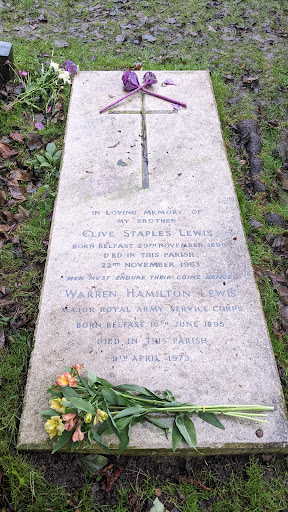 IN LOVING MEMORY OF
MY BROTHER
CLIVE STAPLES LEWIS
BORN BELFAST 29TH NOVEMBER 1898
DIED IN THIS PARISH
22ND NOVEMBER 1963
MEN MUST ENDURE THEIR GOING HENCE
WARREN HAMILTON LEWIS
MAJOR ROYAL ARMY SERVICE CORPS
BORN BELFAST 16TH JUNE 1895
DIED IN THIS PARISH
9TH APRIL 1973